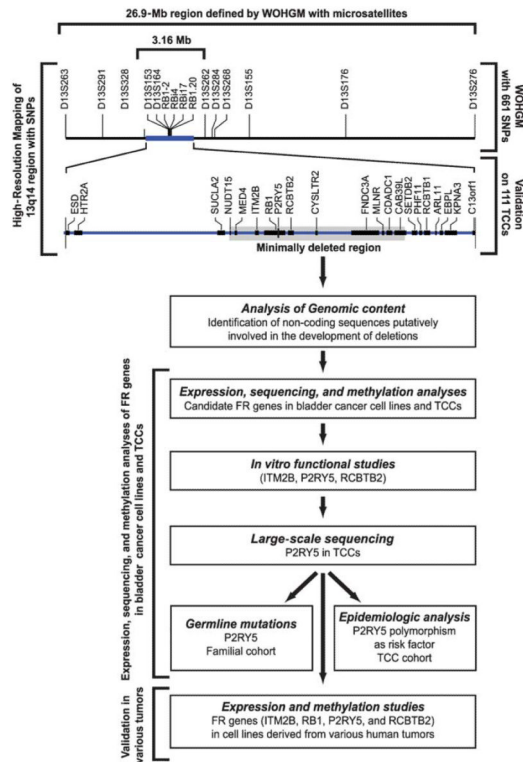 26.9-Mb region defined by WOHGM with microsatellites
3.16 Mb
High-Resolution Mapping of
13q14 region with SNPs
D13S263
D13S291
D13S328
D13S153
D13S164
RB1-2
RBi4
RBi17
RB1.20
D13S262
D13S284
D13S268
D13S155
D13S176
D13S276
WOHGM
with 661 SNPs
ESD
HTR2A
SUCLA2
NUDT15
MED4
ITM2B
RB1
P2RY5
RCBTB2
CYSLTR2
FNDC3A
MLNR
CDADC1
CAB39L
SETDB2
PHF11
RCBTB1
ARL11
EBPL
KPNA3
C13orf1
Validation
on 111 TCCs
Minimally deleted region
Analysis of Genomic content
Identification of non-coding sequences putatively
involved in the development of deletions
Expression, sequencing, and methylation analyses of FR genes
in bladder cancer cell lines and TCCs
Expression, sequencing, and methylation analyses
Candidate FR genes in bladder cancer cell lines and TCCs
In vitro functional studies
(ITM2B, P2RY5, RCBTB2)
Large-scale sequencing
P2RY5 in TCCs
Germline mutations
P2RY5
Familial cohort
Epidemiologic analysis
P2RY5 polymorphism
as risk factor
TCC cohort
Validation in
various tumors
Expression and methylation studies
FR genes (ITM2B, RB1, P2RY5, and RCBTB2)
in cell lines derived from various human tumors